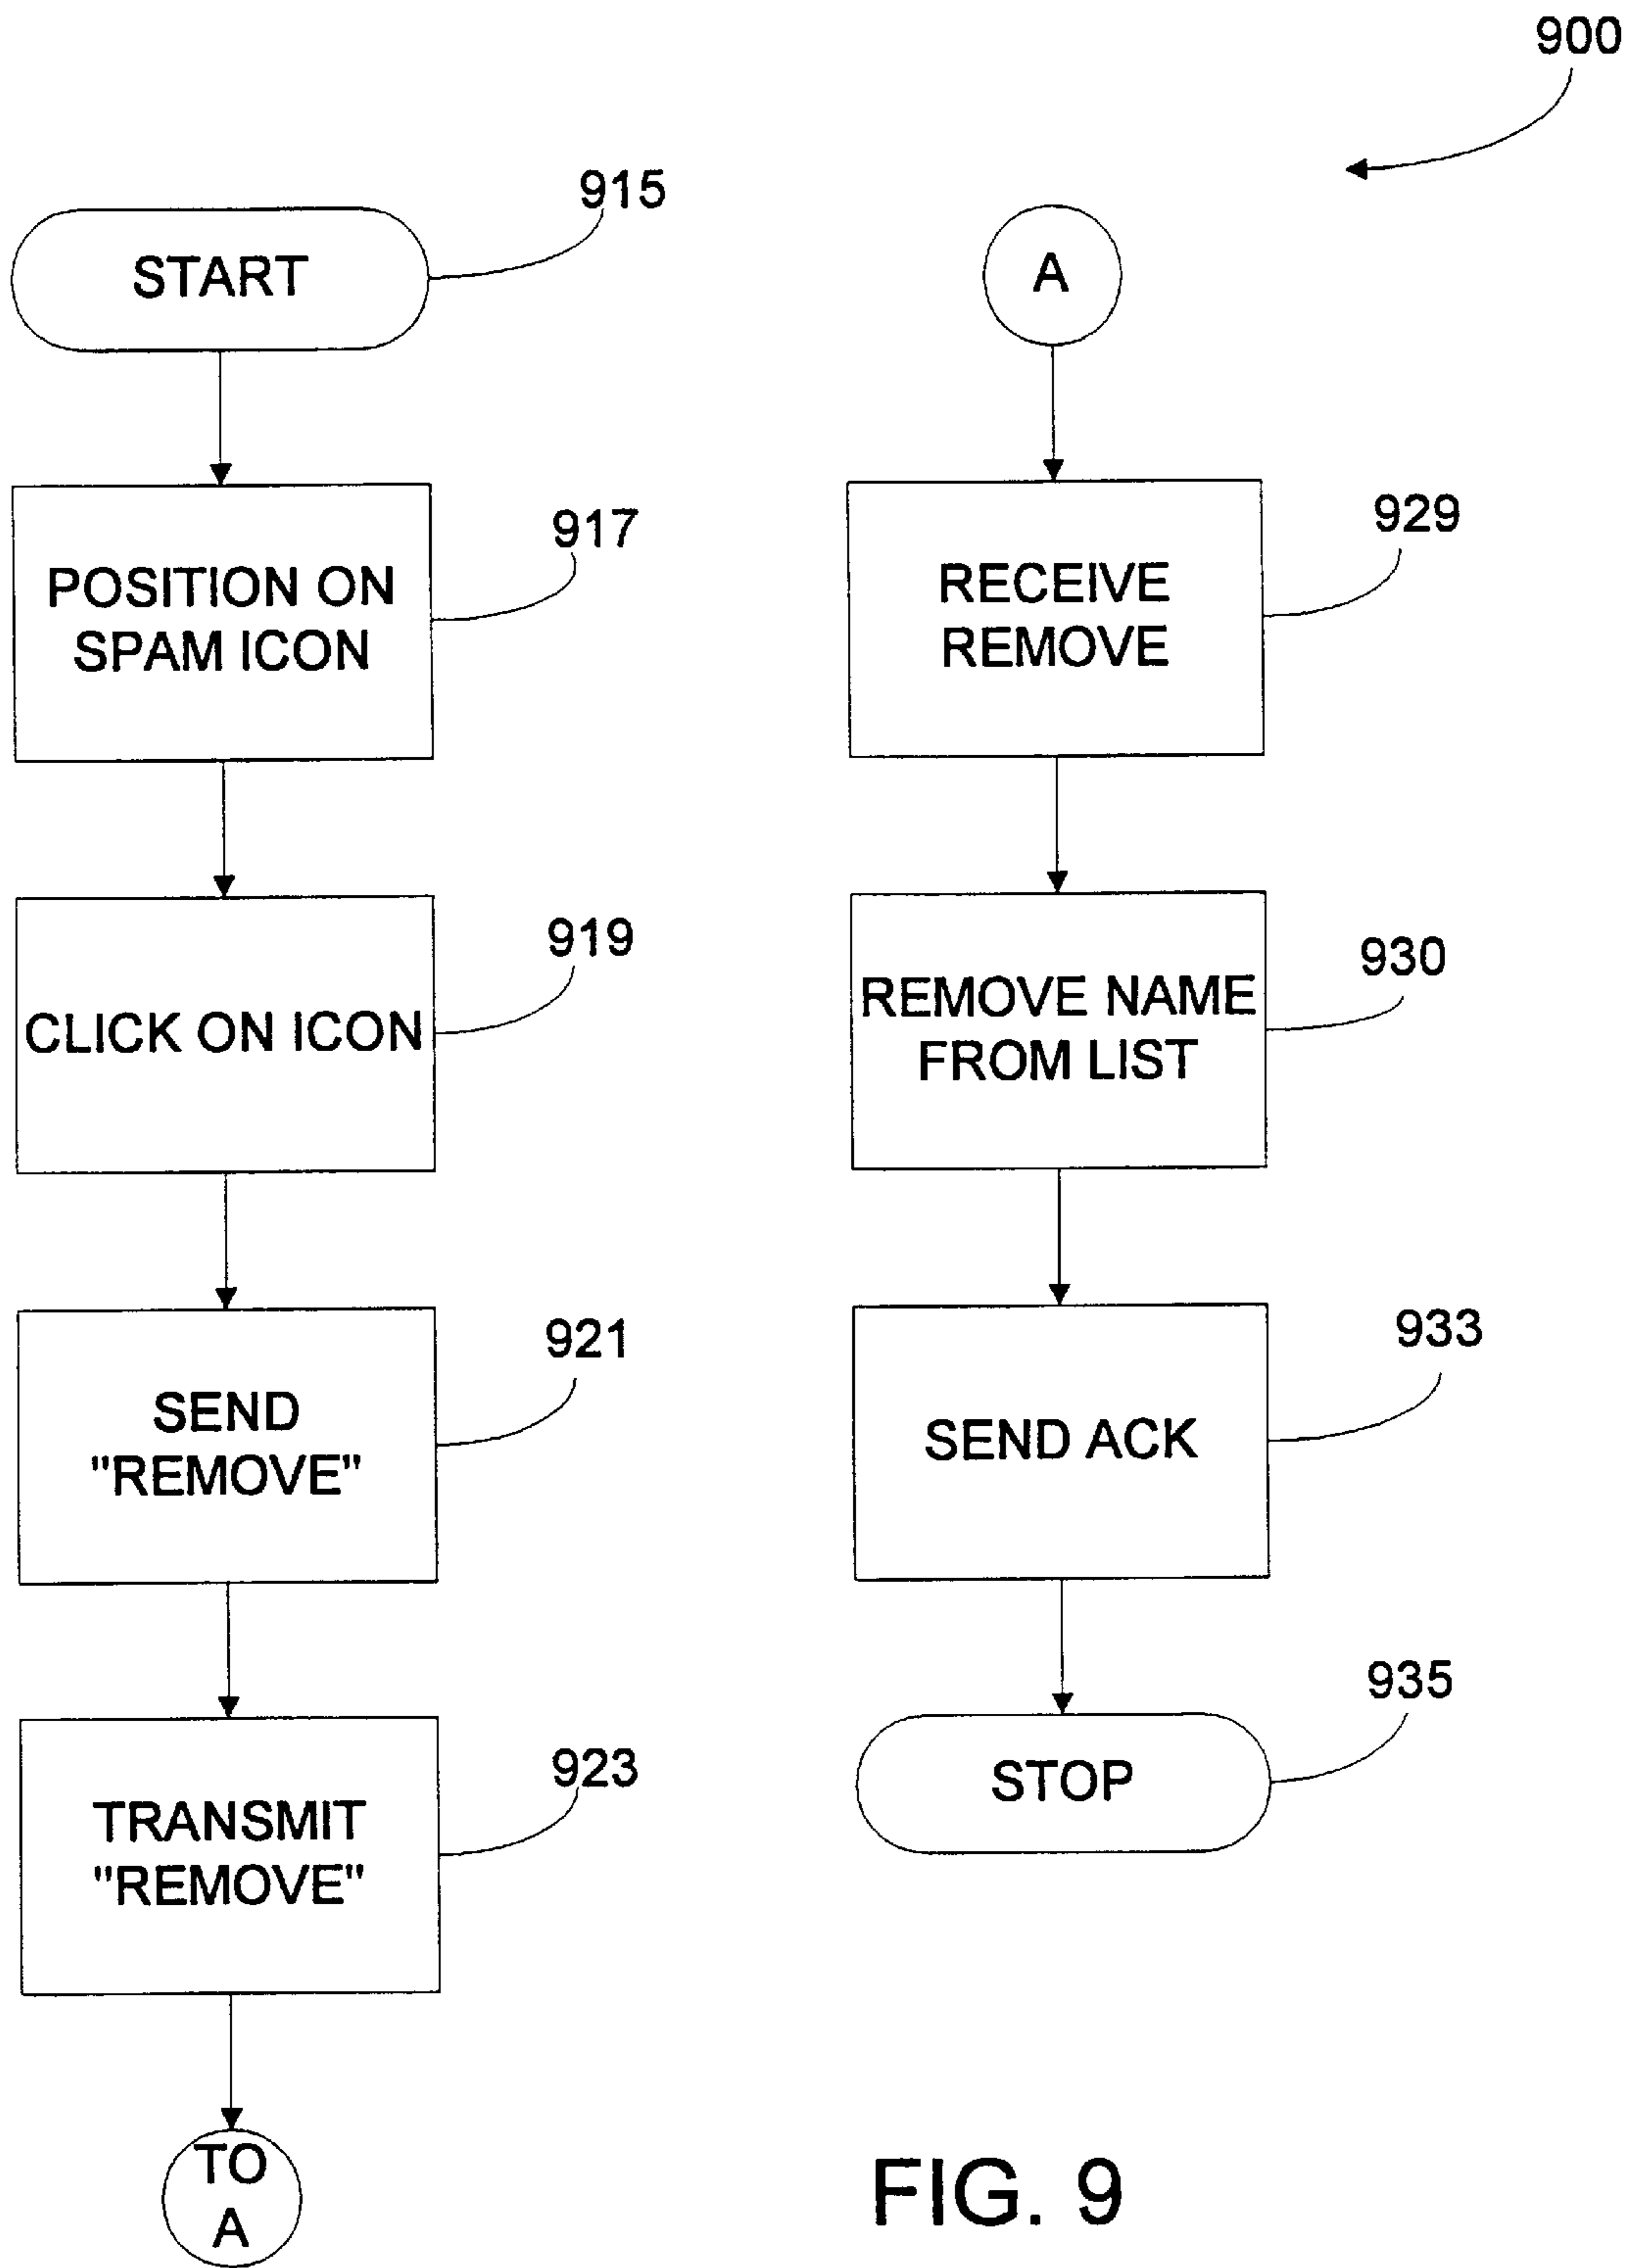 900
START
915
POSITION ON
SPAM ICON
917
CLICK ON ICON
919
SEND
"REMOVE"
921
TRANSMIT
"REMOVE"
923
TO
A
A
RECEIVE
REMOVE
929
REMOVE NAME
FROM LIST
930
SEND ACK
933
STOP
935
FIG. 9